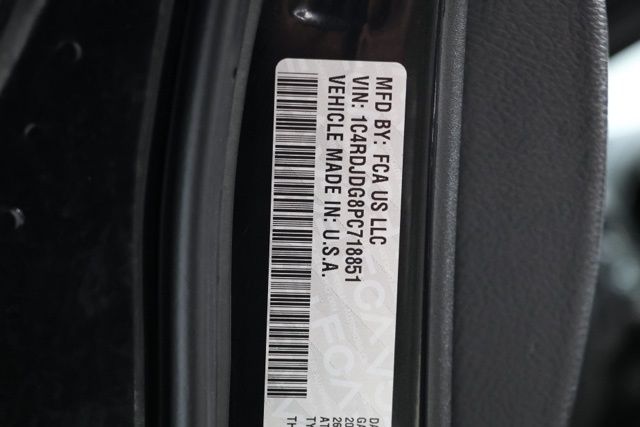 MFD BY: FCA US LLC
VIN: 1C4RDJDG8PC718851
VEHICLE MADE IN: U.S.A.